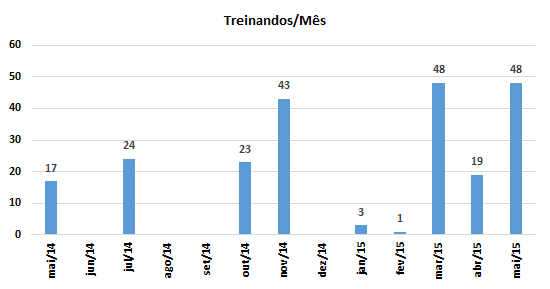 Treinandos/Mês
60
50
40
30
20
10
0
17
24
23
43
3
1
48
19
48
mai/14
jun/14
jul/14
ago/14
set/14
out/14
nov/14
dez/14
jan/15
fev/15
mar/15
abr/15
mai/15